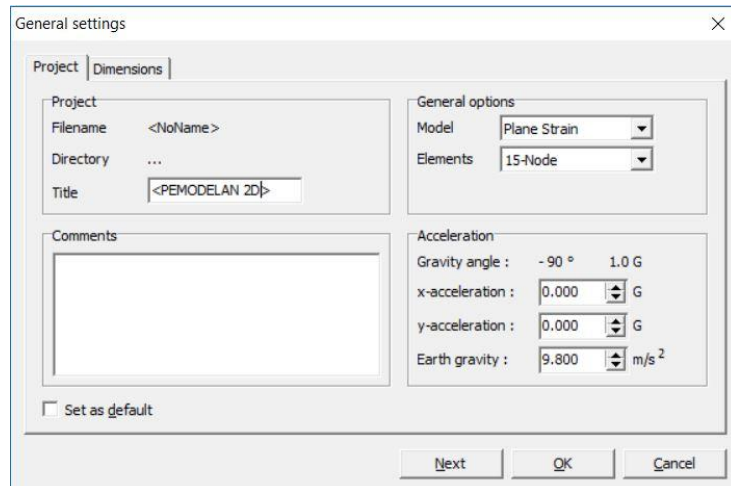 General settings
Project
Dimensions
Project
Filename <NoName>
Directory ...
Title <PEMODELAN 2D>
General options
Model Plane Strain
Elements 15-Node
Comments
Acceleration
Gravity angle : - 90 ° 1.0 G
x-acceleration : 0.000 G
y-acceleration : 0.000 G
Earth gravity : 9.800 m/s 2
Set as default
Next
OK
Cancel